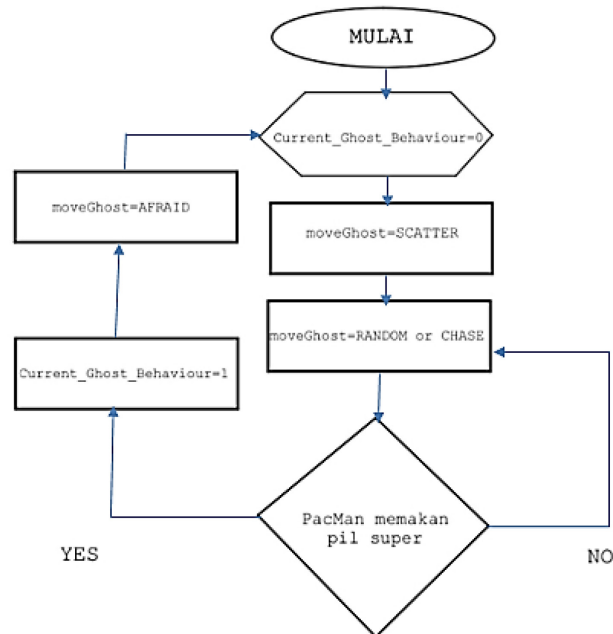 MULAI
Current_Ghost_Behaviour=0
moveGhost=AFRAID
moveGhost=SCATTER
moveGhost=RANDOM or CHASE
Current_Ghost_Behaviour=1
PacMan memakan
pil super
YES
NO